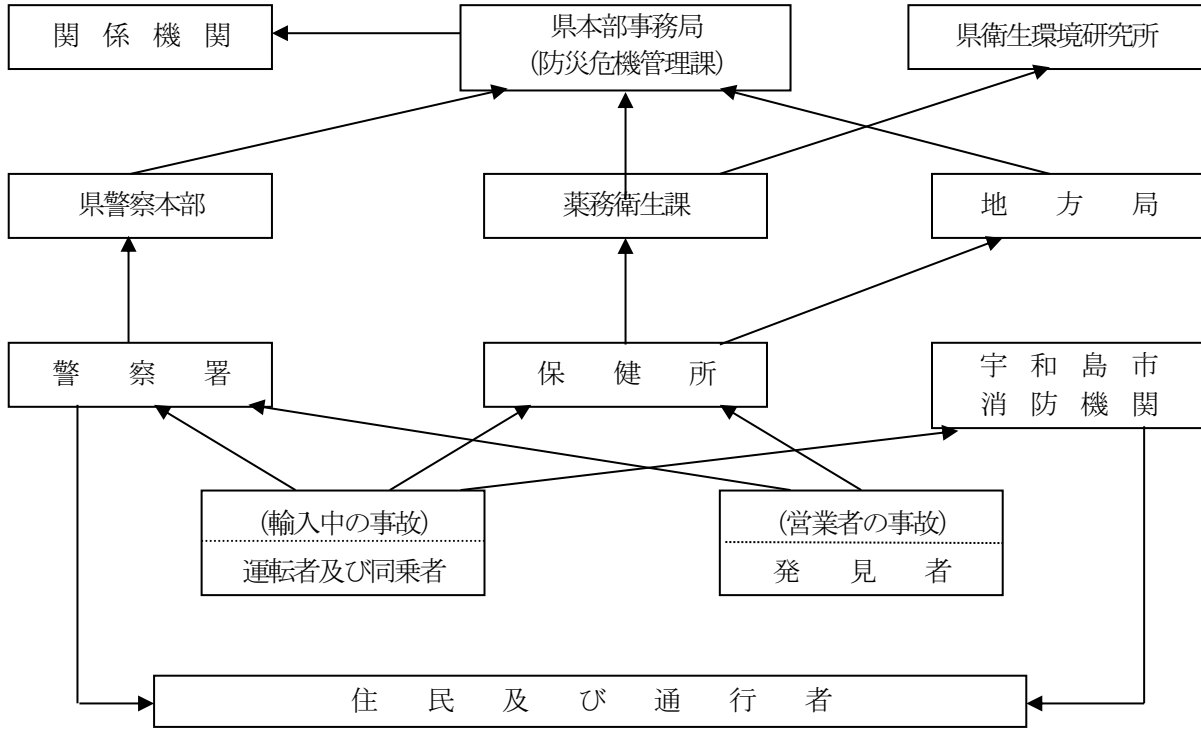 関係機関
県本部事務局
(防災危機管理課)
県衛生環境研究所
県警察本部
薬務衛生課
地方局
警察署
保健所
宇和島市
消防機関
(輸入中の事故)
運転者及び同乗者
(営業者の事故)
発見者
住民及び通行者